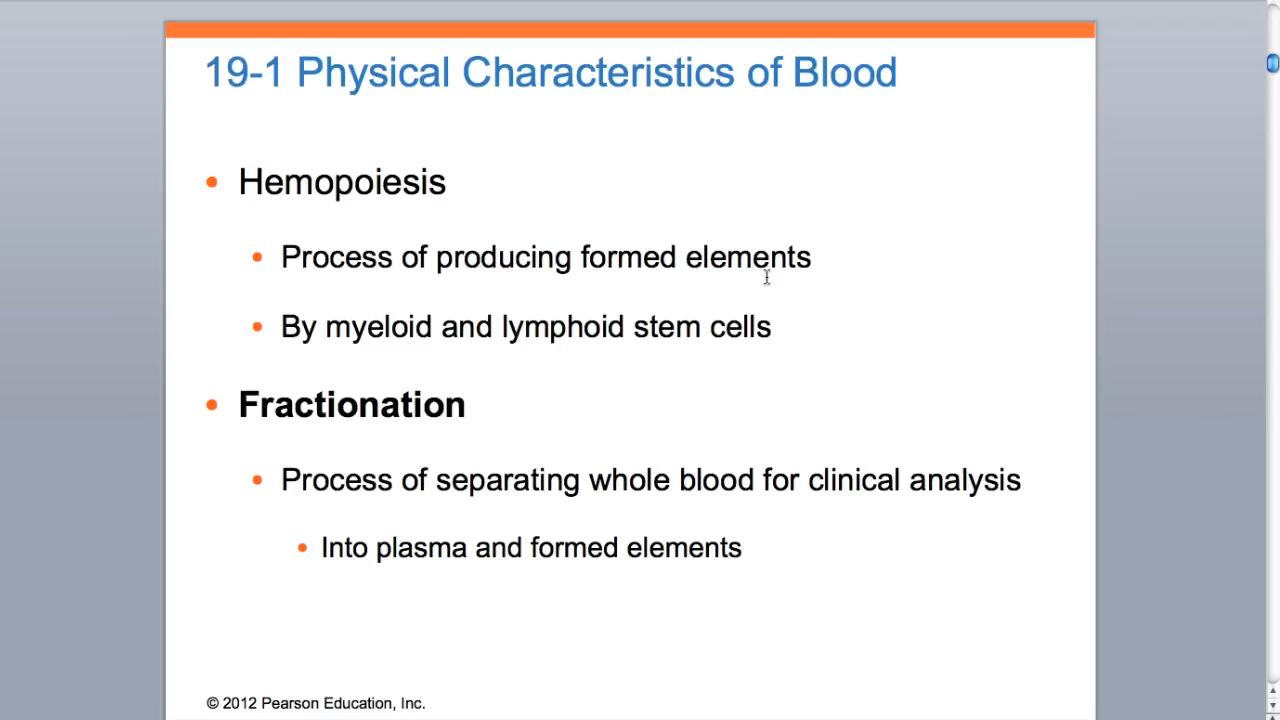 19-1 Physical Characteristics of Blood
• Hemopoiesis
• Process of producing formed elements
• By myeloid and lymphoid stem cells
• Fractionation
• Process of separating whole blood for clinical analysis
• Into plasma and formed elements
© 2012 Pearson Education, Inc.